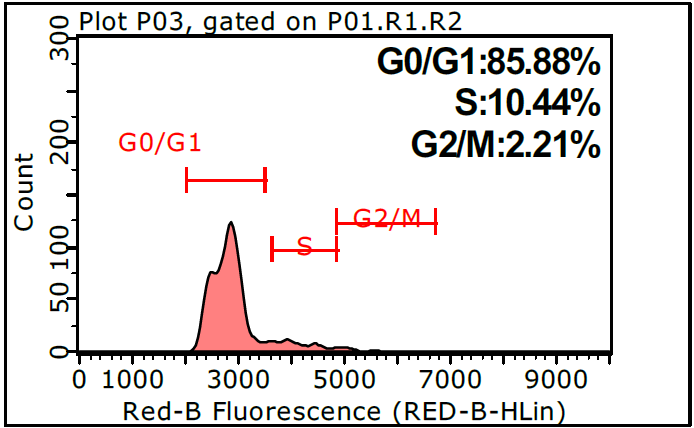 Plot P03, gated on P01.R1.R2
G0/G1:85.88%
S:10.44%
G2/M:2.21%
G0/G1
G2/M
S
Count
300
200
100
50
0
0 1000 3000 5000 7000 9000
Red-B Fluorescence (RED-B-HLin)